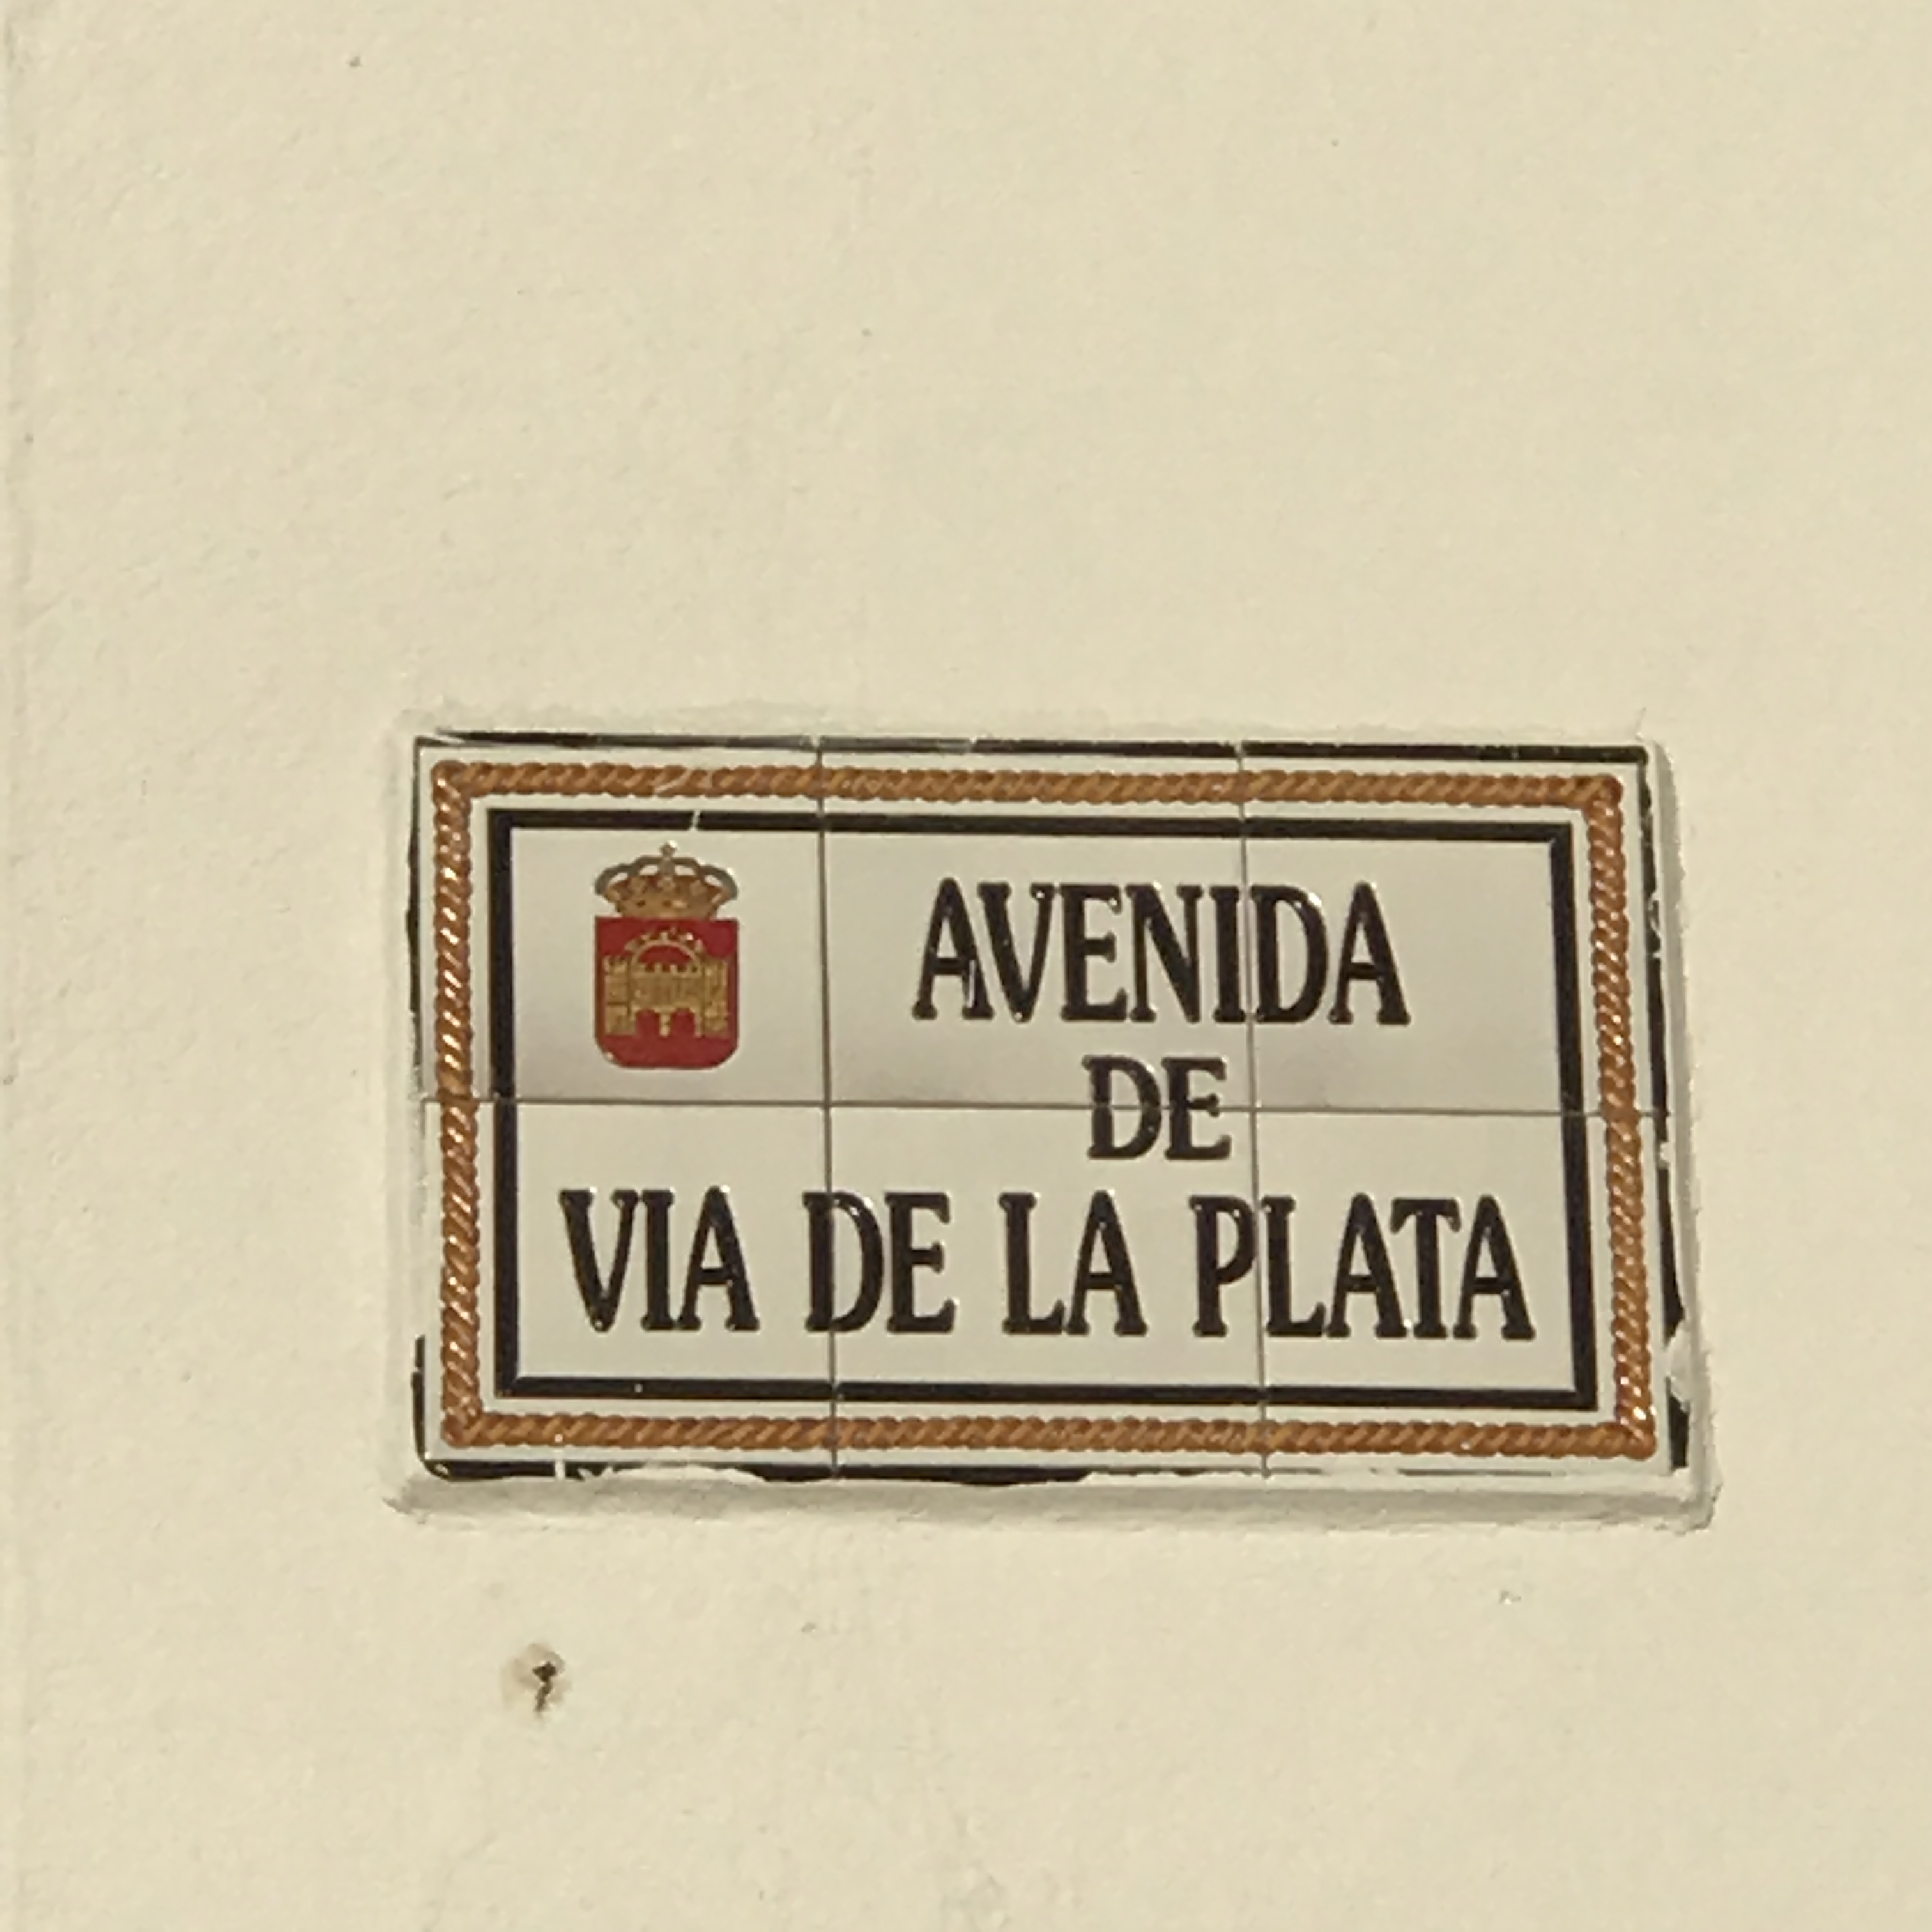 AVENIDA
DE
VIA DE LA PLATA